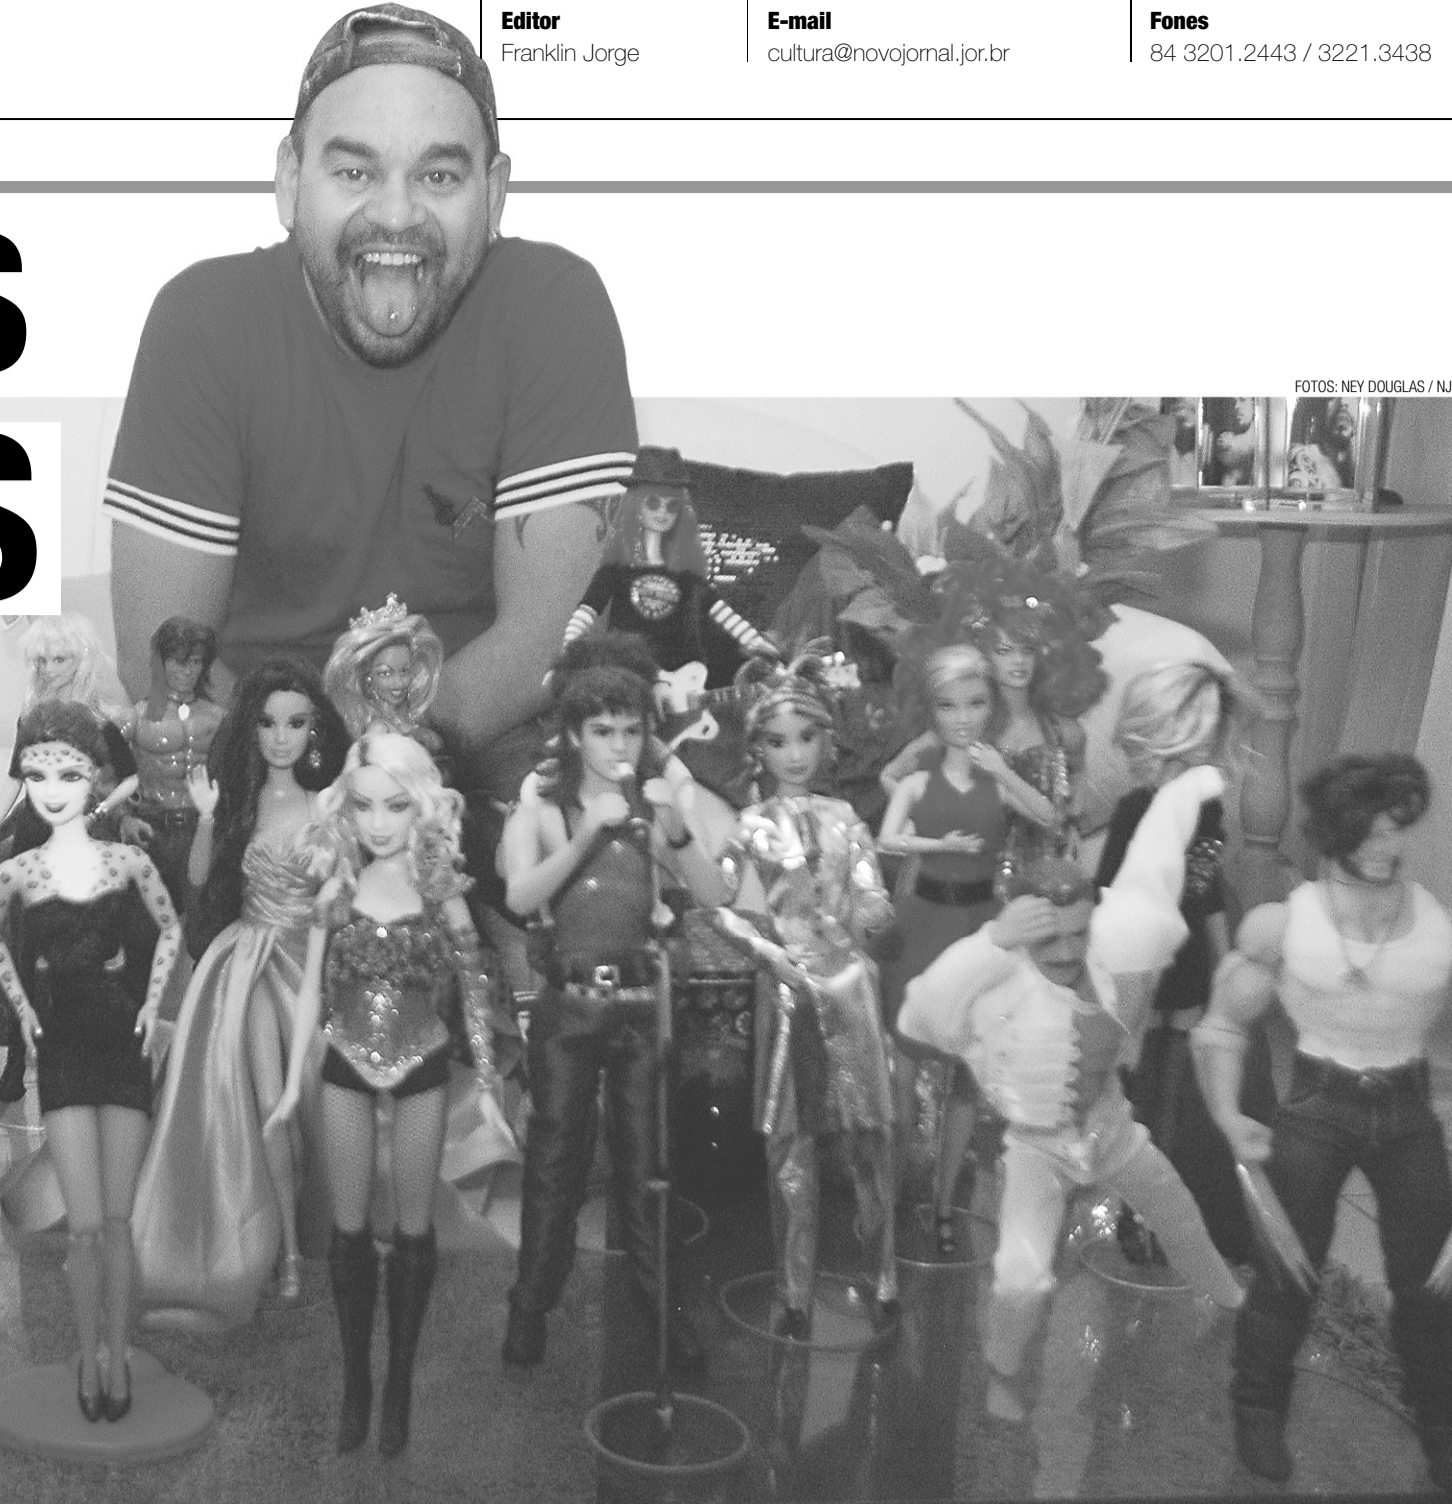 Editor
Franklin Jorge
E-mail
cultura@novojornal.jor.br
Fones
84 3201.2443 / 3221.3438
S
FOTOS: NEY DOUGLAS / NJ
S